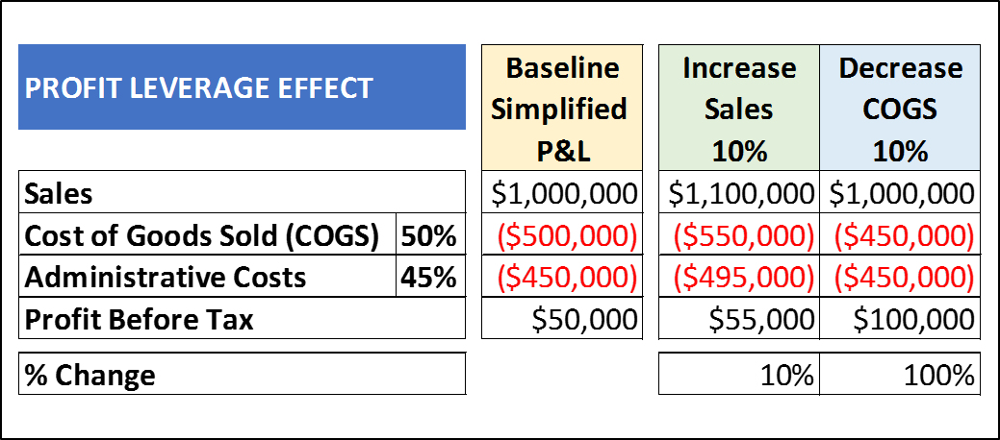 PROFIT LEVERAGE EFFECT
Baseline
Simplified
P&L
Increase
Sales
10%
Decrease
COGS
10%
Sales $1,000,000 $1,100,000 $1,000,000
Cost of Goods Sold (COGS) 50% ($500,000) ($550,000) ($450,000)
Administrative Costs 45% ($450,000) ($495,000) ($450,000)
Profit Before Tax $50,000 $55,000 $100,000
% Change 10% 100%